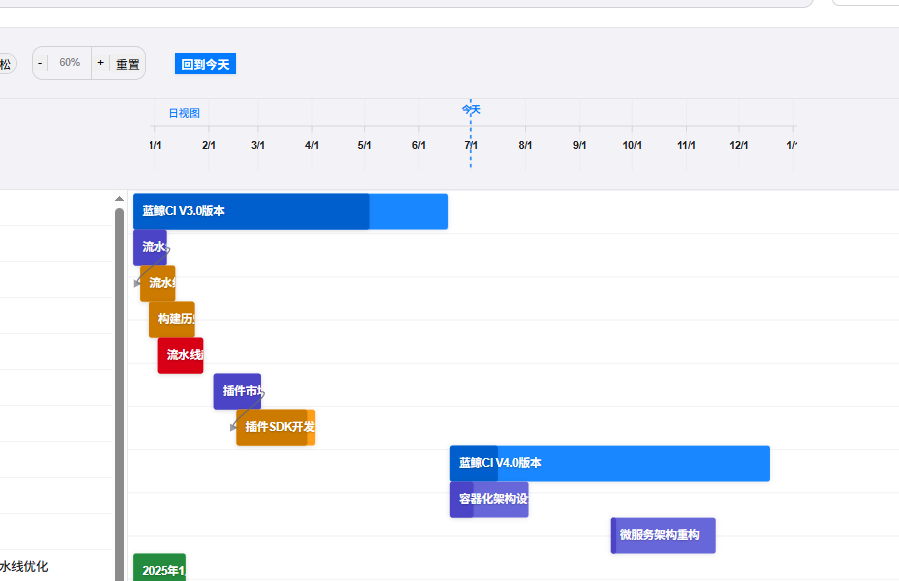 松
- 60% + 重置
回到今天
日视图
今天
1/1 2/1 3/1 4/1 5/1 6/1 7/1 8/1 9/1 10/1 11/1 12/1 1/
蓝鲸CI V3.0版本
流水
流水线
构建历史
流水线
插件市场
插件SDK开发
蓝鲸CI V4.0版本
容器化架构设
微服务架构重构
水线优化
2025年1